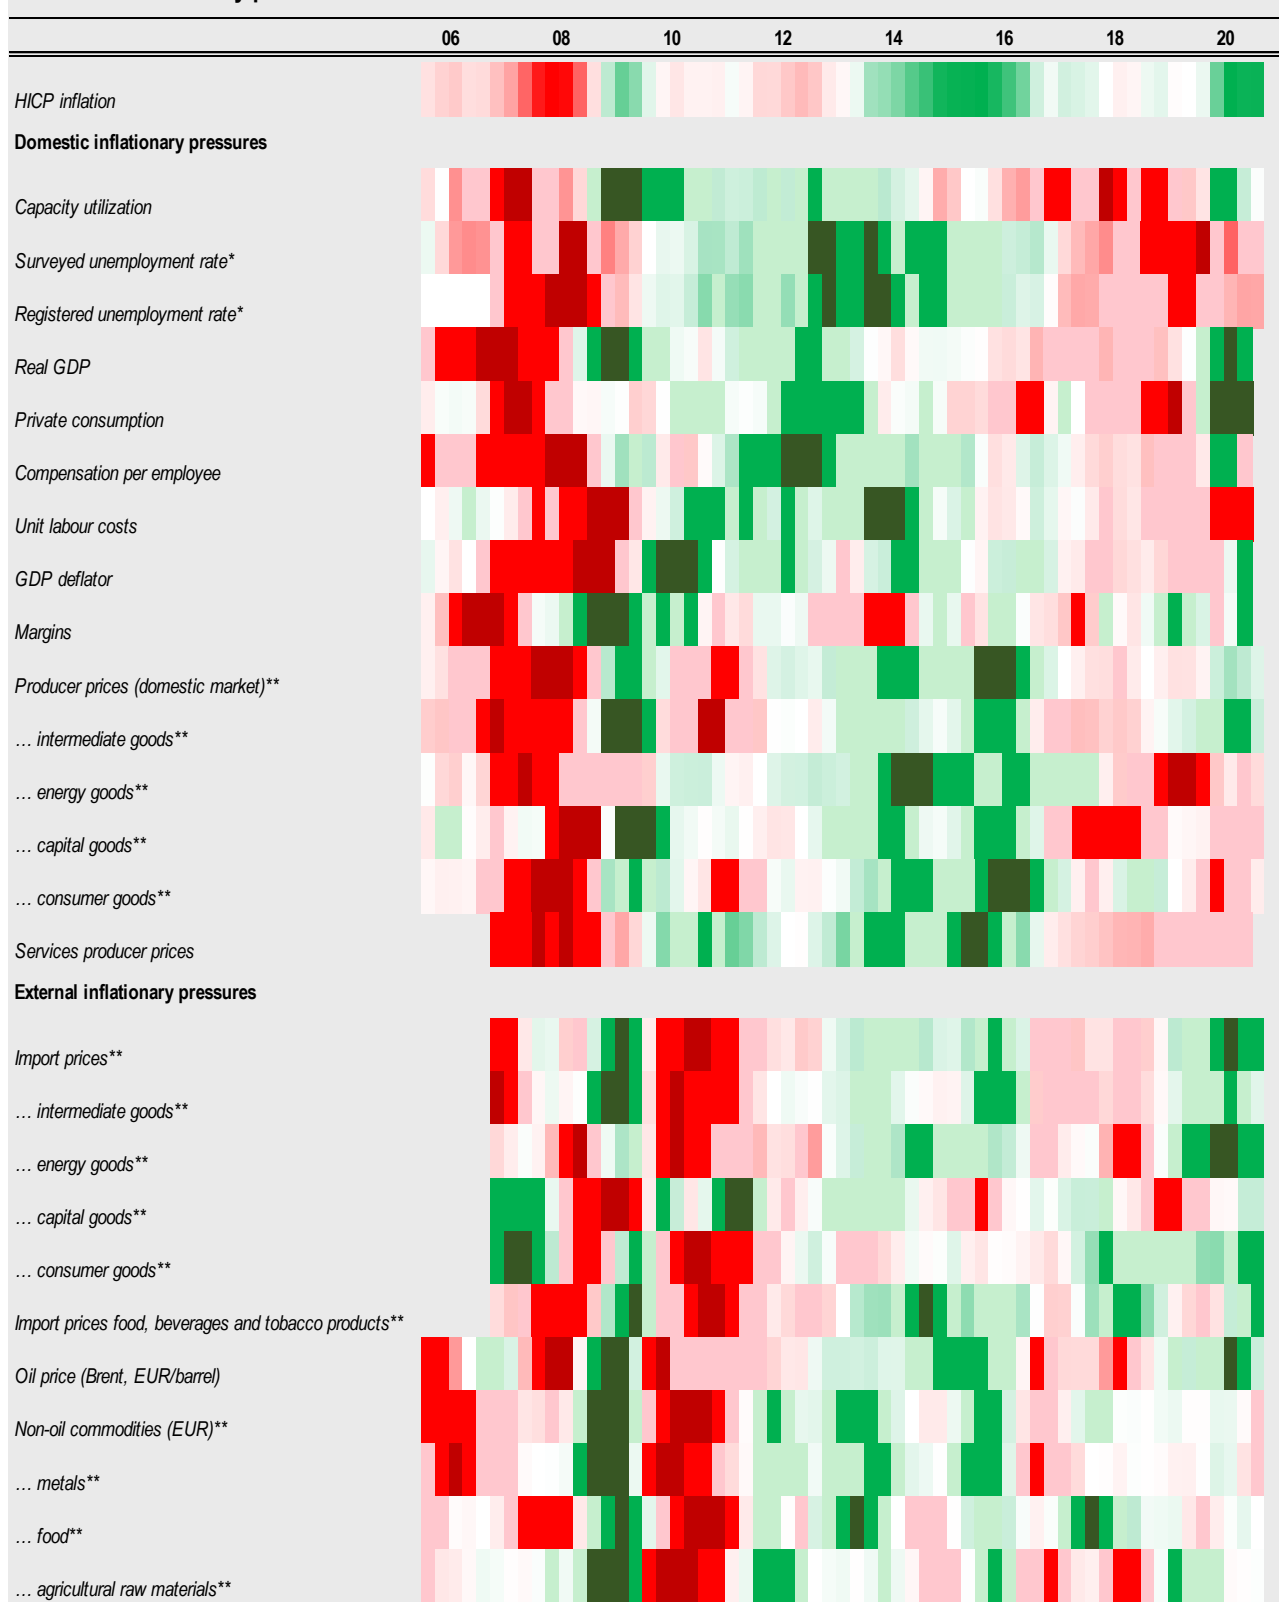 06 08 10 12 14 16 18 20
HICP inflation
Domestic inflationary pressures
Capacity utilization
Surveyed unemployment rate*
Registered unemployment rate*
Real GDP
Private consumption
Compensation per employee
Unit labour costs
GDP deflator
Margins
Producer prices (domestic market)**
… intermediate goods**
… energy goods**
… capital goods**
… consumer goods**
Services producer prices
External inflationary pressures
Import prices**
… intermediate goods**
… energy goods**
… capital goods**
… consumer goods**
Import prices food, beverages and tobacco products**
Oil price (Brent, EUR/barrel)
Non-oil commodities (EUR)**
… metals**
… food**
… agricultural raw materials**